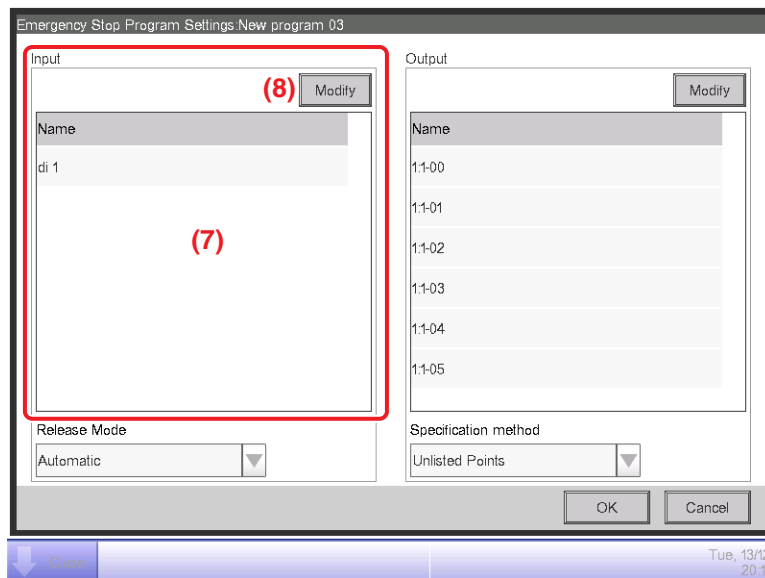 Emergency Stop Program Settings:New program 03
Input
(8) Modify
Name
di 1
(7)
Release Mode
Automatic
Output
Modify
Name
1:1-00
1:1-01
1:1-02
1:1-03
1:1-04
1:1-05
Specification method
Unlisted Points
OK Cancel
Close
Tue,